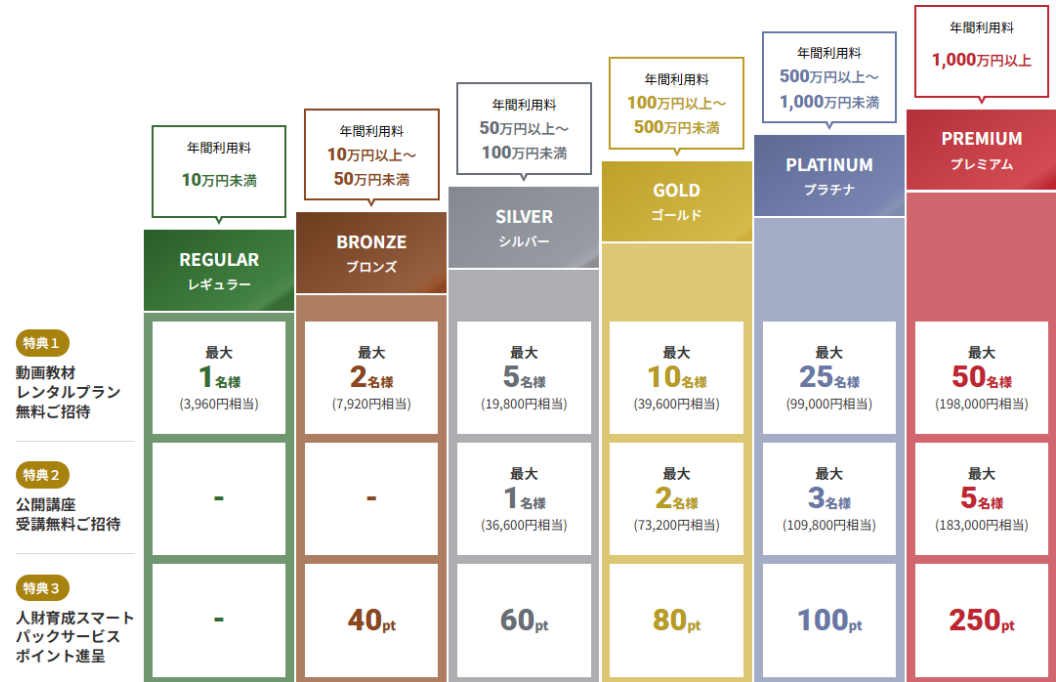 年間利用料
10万円未満
REGULAR
レギュラー
年間利用料
10万円以上～
50万円未満
BRONZE
ブロンズ
年間利用料
50万円以上～
100万円未満
SILVER
シルバー
年間利用料
100万円以上～
500万円未満
GOLD
ゴールド
年間利用料
500万円以上～
1,000万円未満
PLATINUM
プラチナ
年間利用料
1,000万円以上
PREMIUM
プレミアム
特典1
動画教材
レンタルプラン
無料ご招待
最大
1名様
(3,960円相当)
最大
2名様
(7,920円相当)
最大
5名様
(19,800円相当)
最大
10名様
(39,600円相当)
最大
25名様
(99,000円相当)
最大
50名様
(198,000円相当)
特典2
公開講座
受講無料ご招待
-
-
最大
1名様
(36,600円相当)
最大
2名様
(73,200円相当)
最大
3名様
(109,800円相当)
最大
5名様
(183,000円相当)
特典3
人財育成スマート
パックサービス
ポイント進呈
-
40pt
60pt
80pt
100pt
250pt